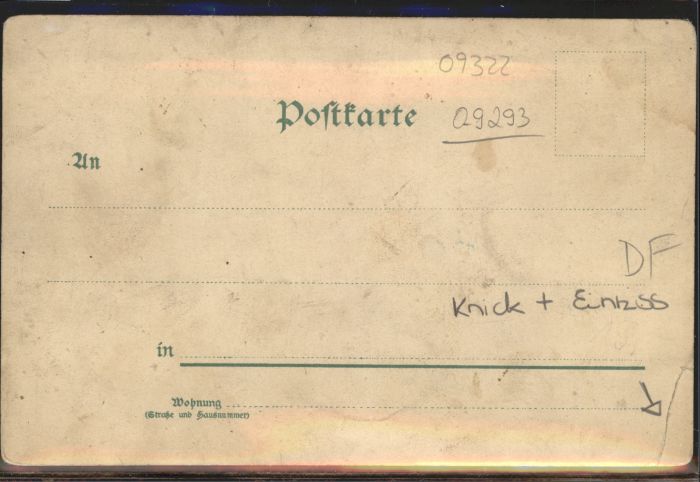 09322
Poſtkarte 09293
An
DF
Knick + Einriss
in
Wohnung
(Straße und Hausnummer)